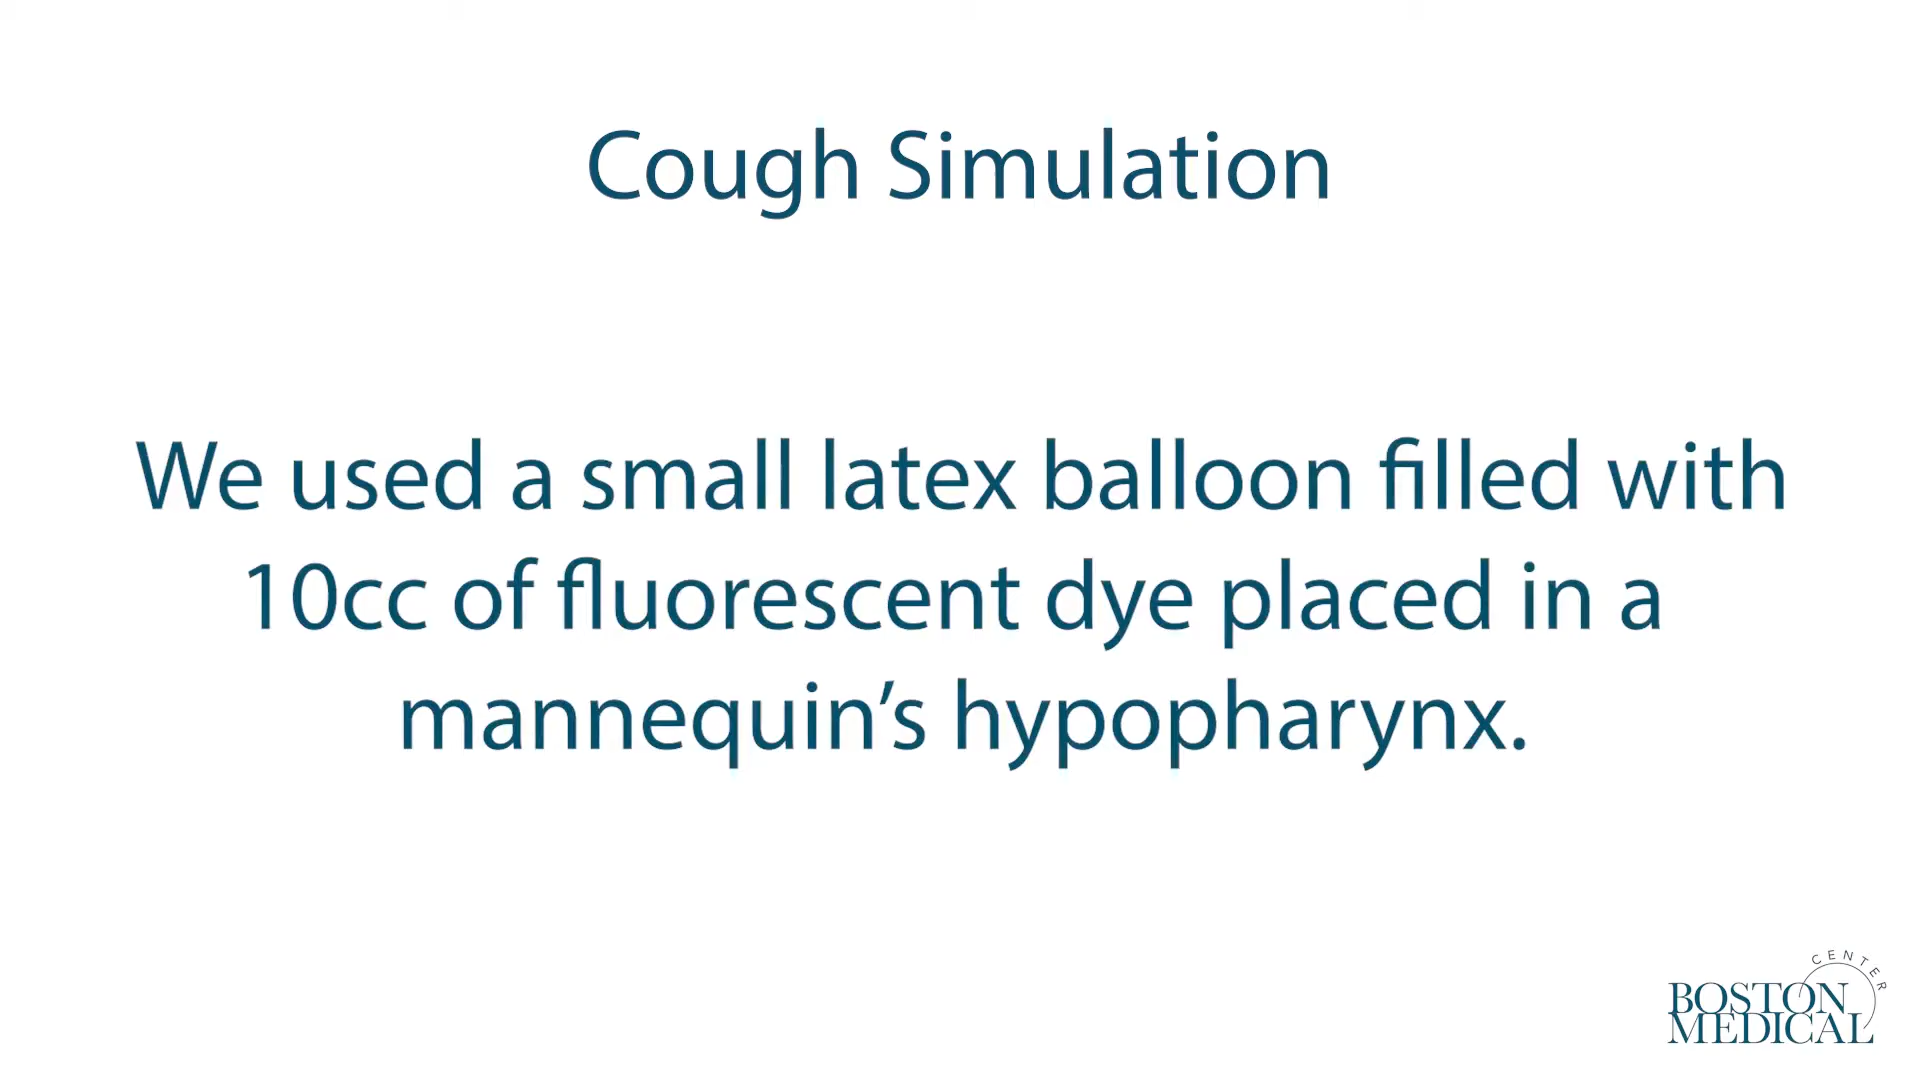 Cough Simulation
We used a small latex balloon filled with
10cc of fluorescent dye placed in a
mannequin’s hypopharynx.
CENTER
BOSTON
MEDICAL